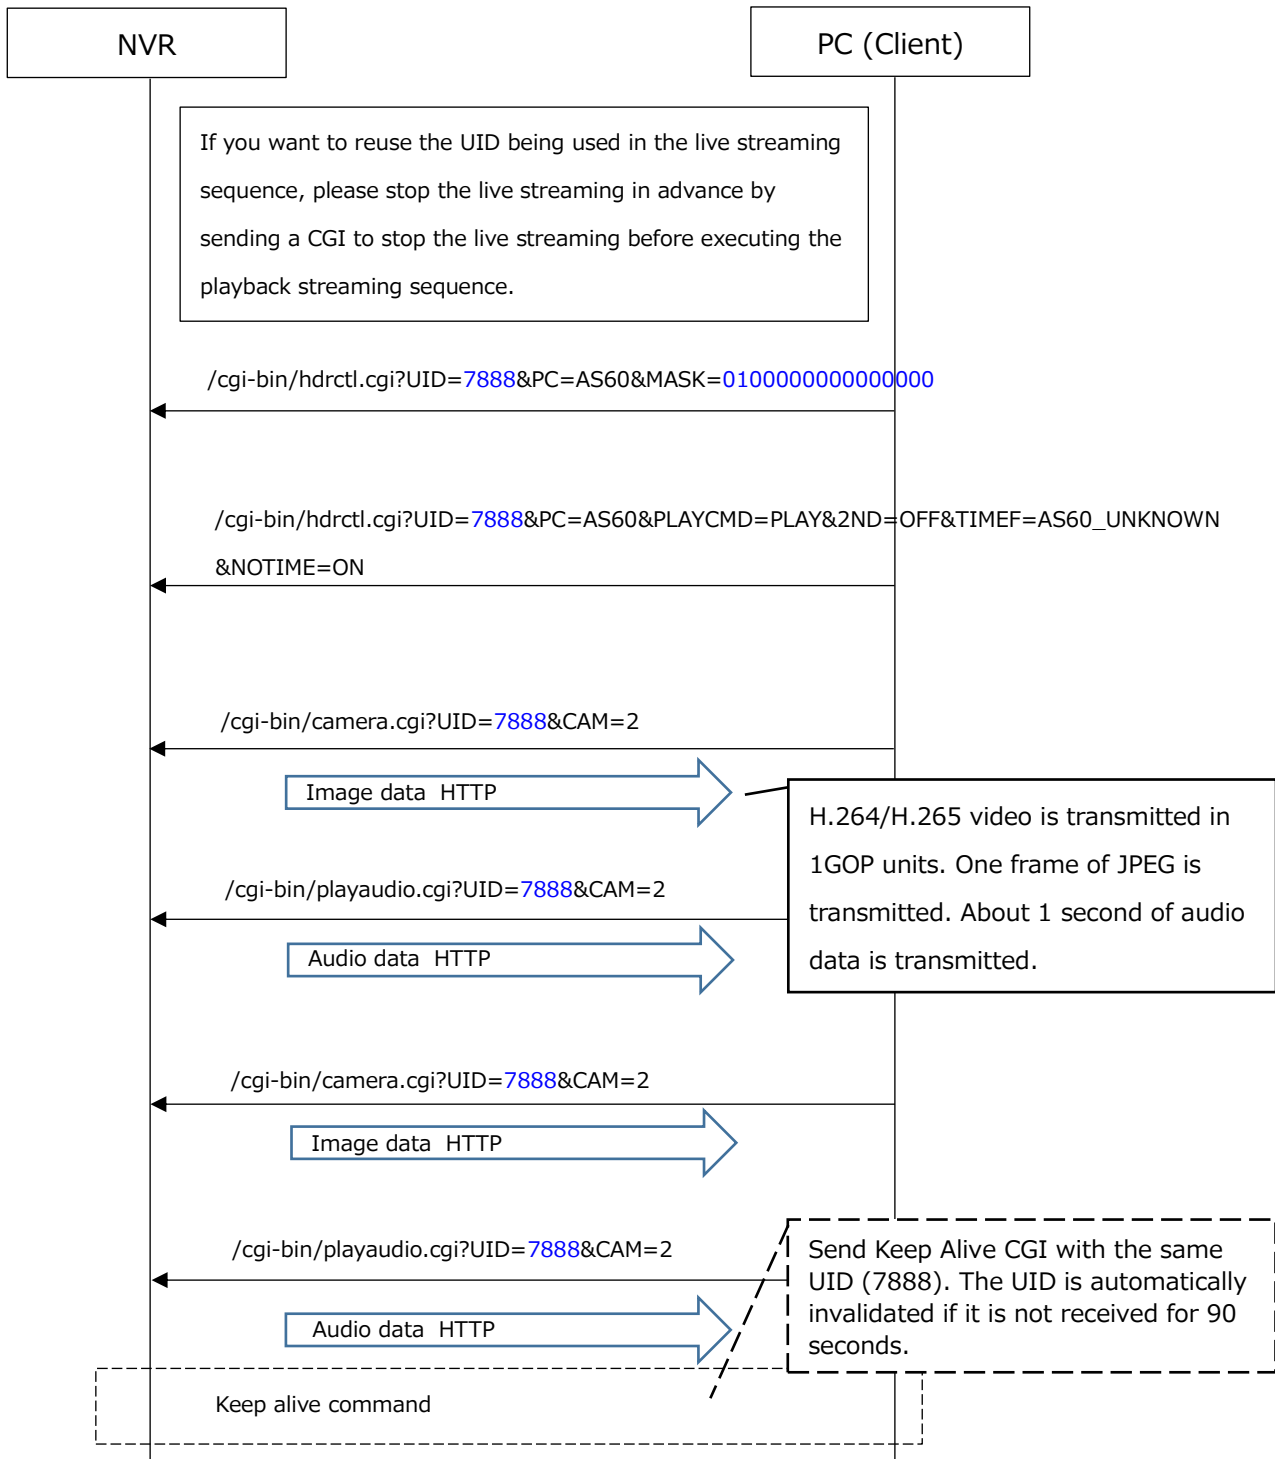 NVR
PC (Client)
If you want to reuse the UID being used in the live streaming
sequence, please stop the live streaming in advance by
sending a CGI to stop the live streaming before executing the
playback streaming sequence.
/cgi-bin/hdrctl.cgi?UID=7888&PC=AS60&MASK=0100000000000000
/cgi-bin/hdrctl.cgi?UID=7888&PC=AS60&PLAYCMD=PLAY&2ND=OFF&TIMEF=AS60_UNKNOWN
&NOTIME=ON
/cgi-bin/camera.cgi?UID=7888&CAM=2
Image data  HTTP
H.264/H.265 video is transmitted in
1GOP units. One frame of JPEG is
transmitted. About 1 second of audio
data is transmitted.
/cgi-bin/playaudio.cgi?UID=7888&CAM=2
Audio data  HTTP
/cgi-bin/camera.cgi?UID=7888&CAM=2
Image data  HTTP
/cgi-bin/playaudio.cgi?UID=7888&CAM=2
Send Keep Alive CGI with the same
UID (7888). The UID is automatically
invalidated if it is not received for 90
seconds.
Audio data  HTTP
Keep alive command